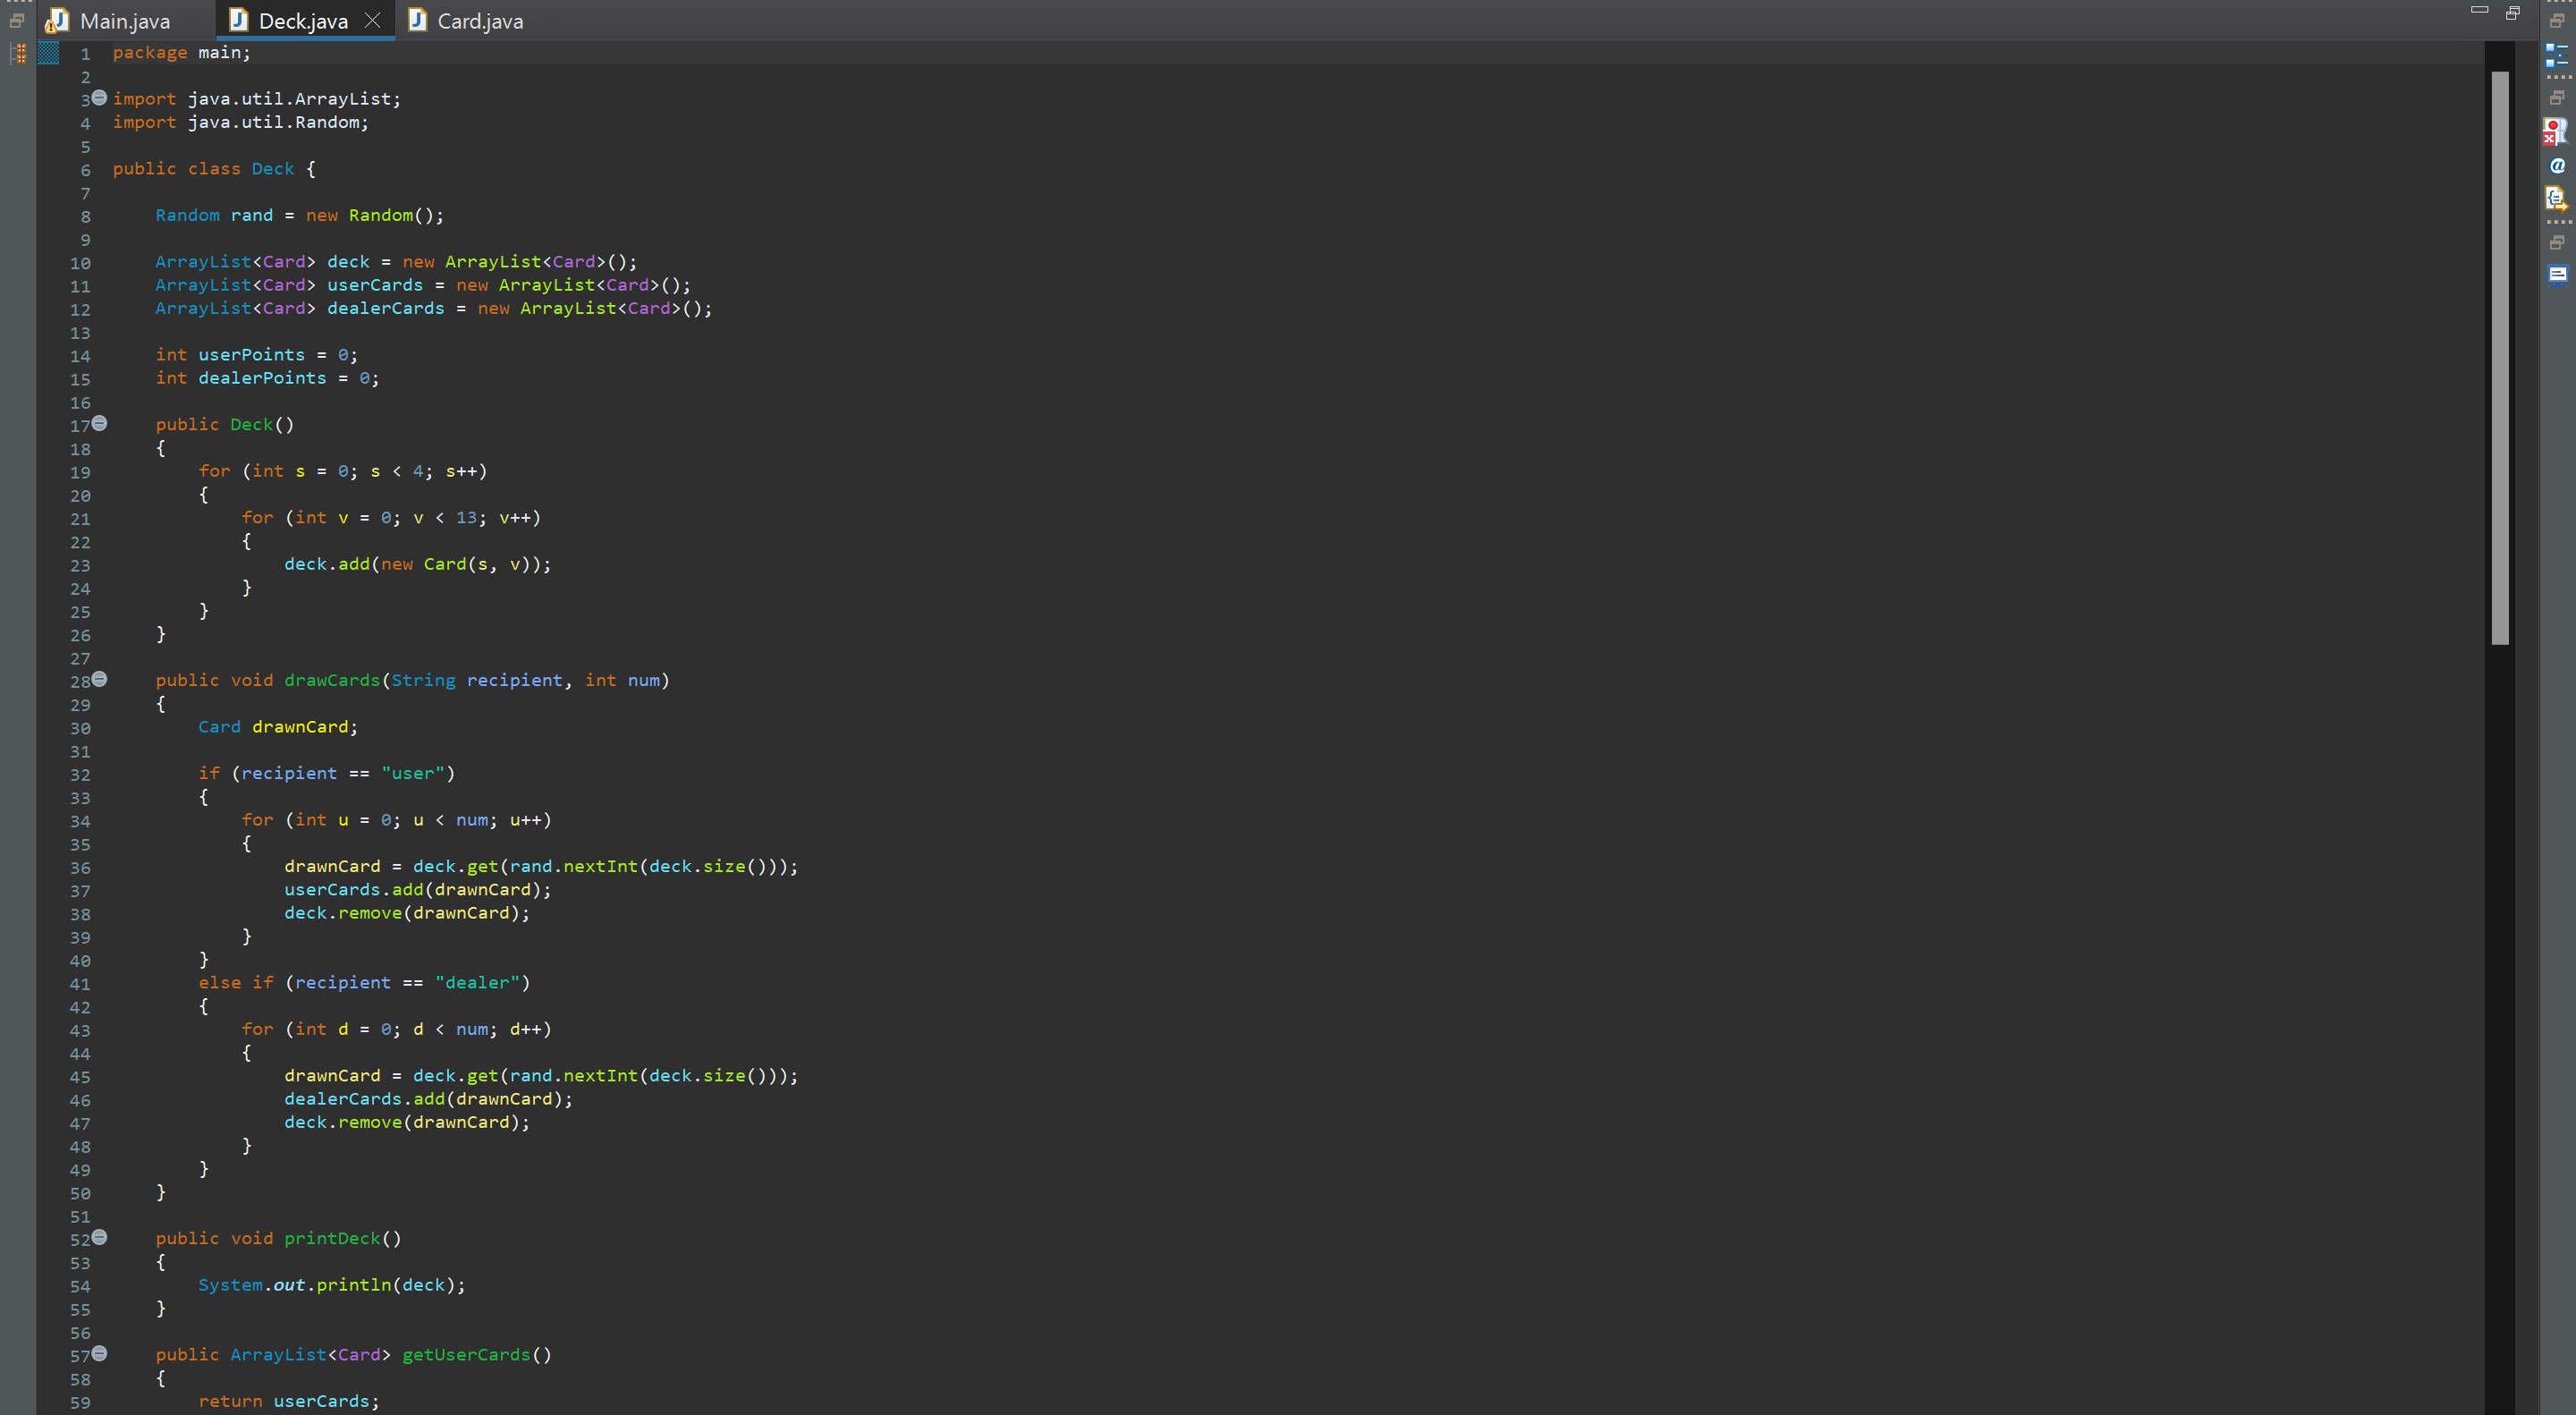 Main.java Deck.java Card.java
1 package main;
2
3 import java.util.ArrayList;
4 import java.util.Random;
5
6 public class Deck {
7
8     Random rand = new Random();
9
10     ArrayList<Card> deck = new ArrayList<Card>();
11     ArrayList<Card> userCards = new ArrayList<Card>();
12     ArrayList<Card> dealerCards = new ArrayList<Card>();
13
14     int userPoints = 0;
15     int dealerPoints = 0;
16
17     public Deck()
18     {
19         for (int s = 0; s < 4; s++)
20         {
21             for (int v = 0; v < 13; v++)
22             {
23                 deck.add(new Card(s, v));
24             }
25         }
26     }
27
28     public void drawCards(String recipient, int num)
29     {
30         Card drawnCard;
31
32         if (recipient == "user")
33         {
34             for (int u = 0; u < num; u++)
35             {
36                 drawnCard = deck.get(rand.nextInt(deck.size()));
37                 userCards.add(drawnCard);
38                 deck.remove(drawnCard);
39             }
40         }
41         else if (recipient == "dealer")
42         {
43             for (int d = 0; d < num; d++)
44             {
45                 drawnCard = deck.get(rand.nextInt(deck.size()));
46                 dealerCards.add(drawnCard);
47                 deck.remove(drawnCard);
48             }
49         }
50     }
51
52     public void printDeck()
53     {
54         System.out.println(deck);
55     }
56
57     public ArrayList<Card> getUserCards()
58     {
59         return userCards;